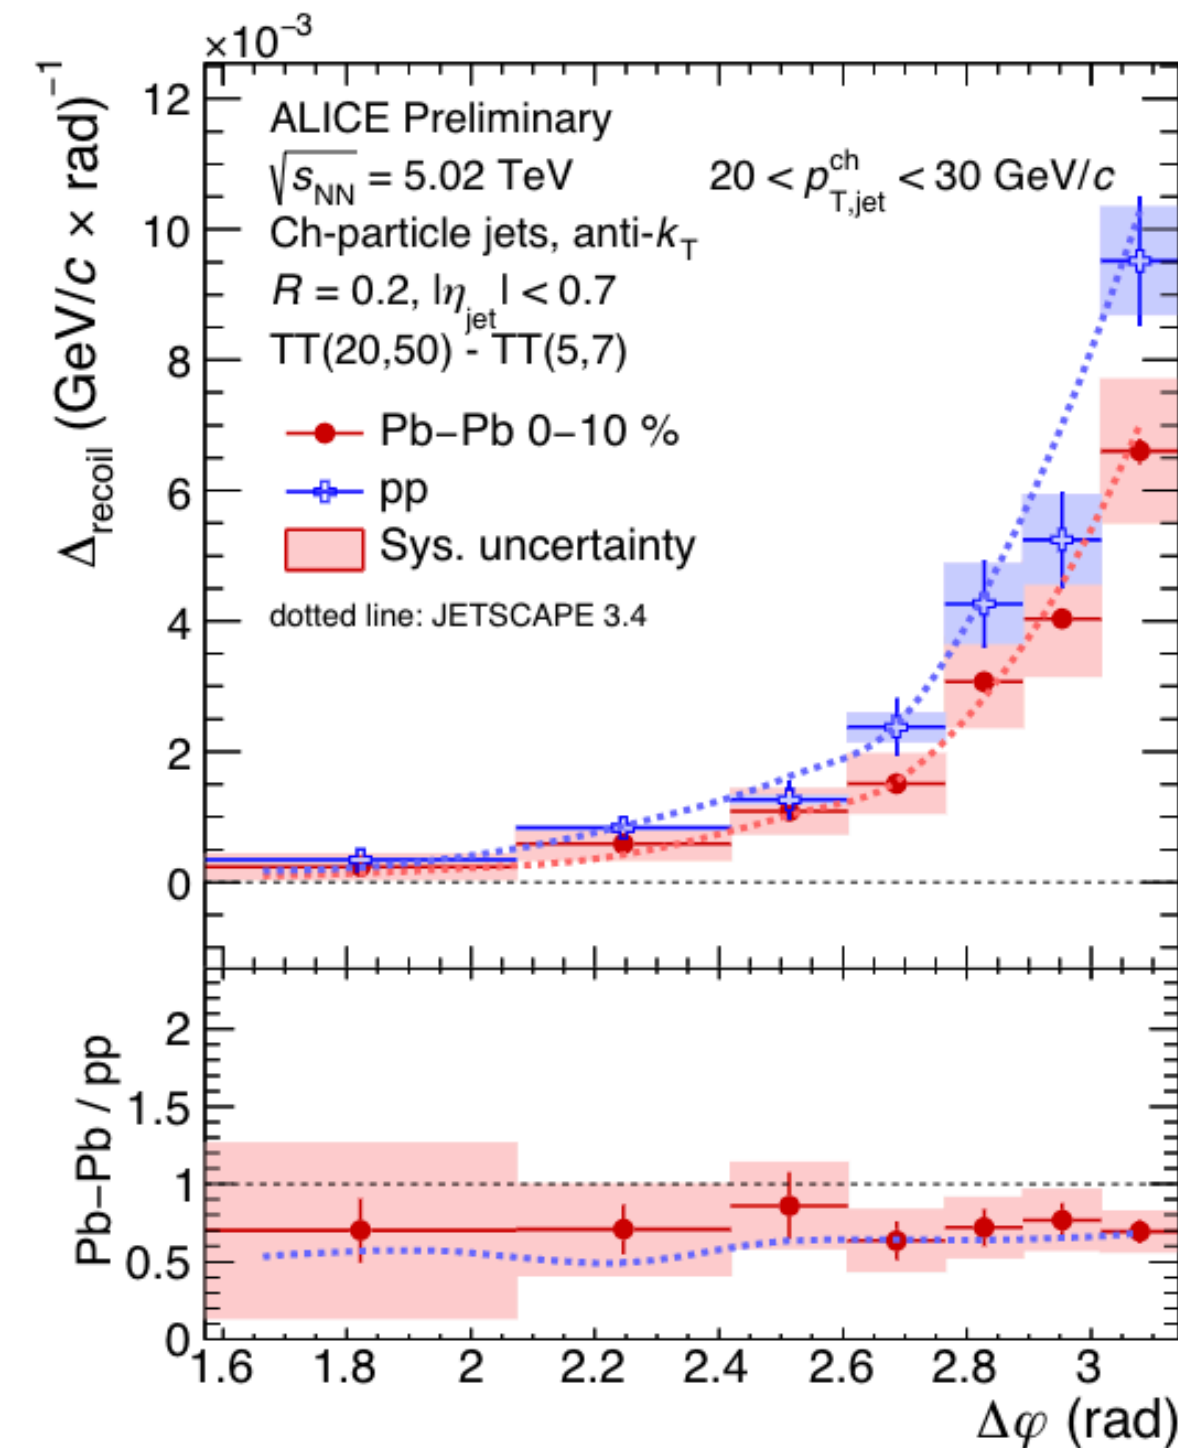 ×10⁻³
Δrecoil (GeV/c × rad)⁻¹
12
10
8
6
4
2
0
ALICE Preliminary
√sNN = 5.02 TeV
20 < p^ch_T,jet < 30 GeV/c
Ch-particle jets, anti-kT
R = 0.2, |ηjet| < 0.7
TT(20,50) - TT(5,7)
Pb−Pb 0−10 %
pp
Sys. uncertainty
dotted line: JETSCAPE 3.4
Pb−Pb / pp
2
1.5
1
0.5
0
1.6 1.8 2 2.2 2.4 2.6 2.8 3
Δφ (rad)